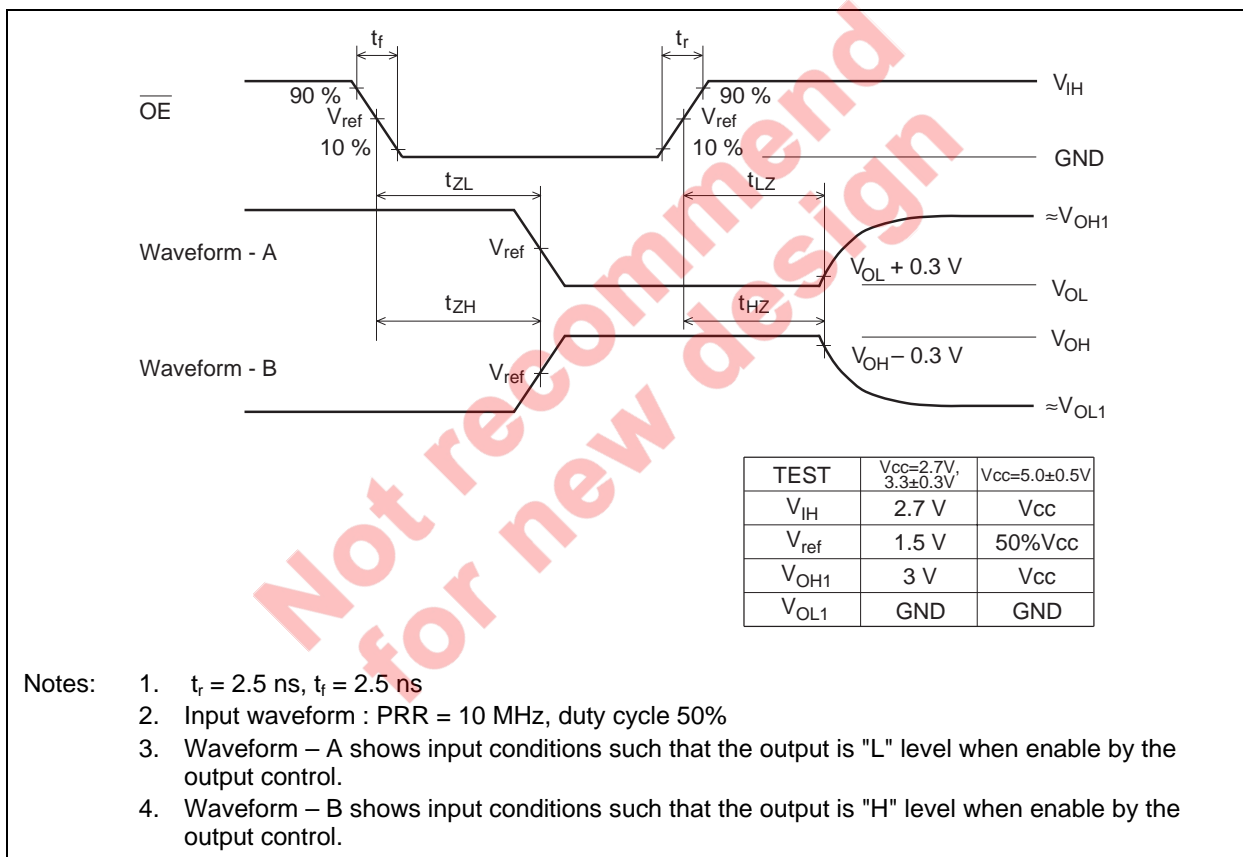 tf
tr
90 %
90 %
VIH
OE
Vref
Vref
10 %
10 %
GND
tZL
tLZ
≈VOH1
Waveform - A
Vref
VOL + 0.3 V
VOL
tZH
tHZ
VOH
VOH – 0.3 V
Waveform - B
Vref
≈VOL1
TEST Vcc=2.7V, 3.3±0.3V Vcc=5.0±0.5V
VIH 2.7 V Vcc
Vref 1.5 V 50%Vcc
VOH1 3 V Vcc
VOL1 GND GND
Not recommend
for new design
Notes: 1. tr = 2.5 ns, tf = 2.5 ns
2. Input waveform : PRR = 10 MHz, duty cycle 50%
3. Waveform – A shows input conditions such that the output is "L" level when enable by the
output control.
4. Waveform – B shows input conditions such that the output is "H" level when enable by the
output control.